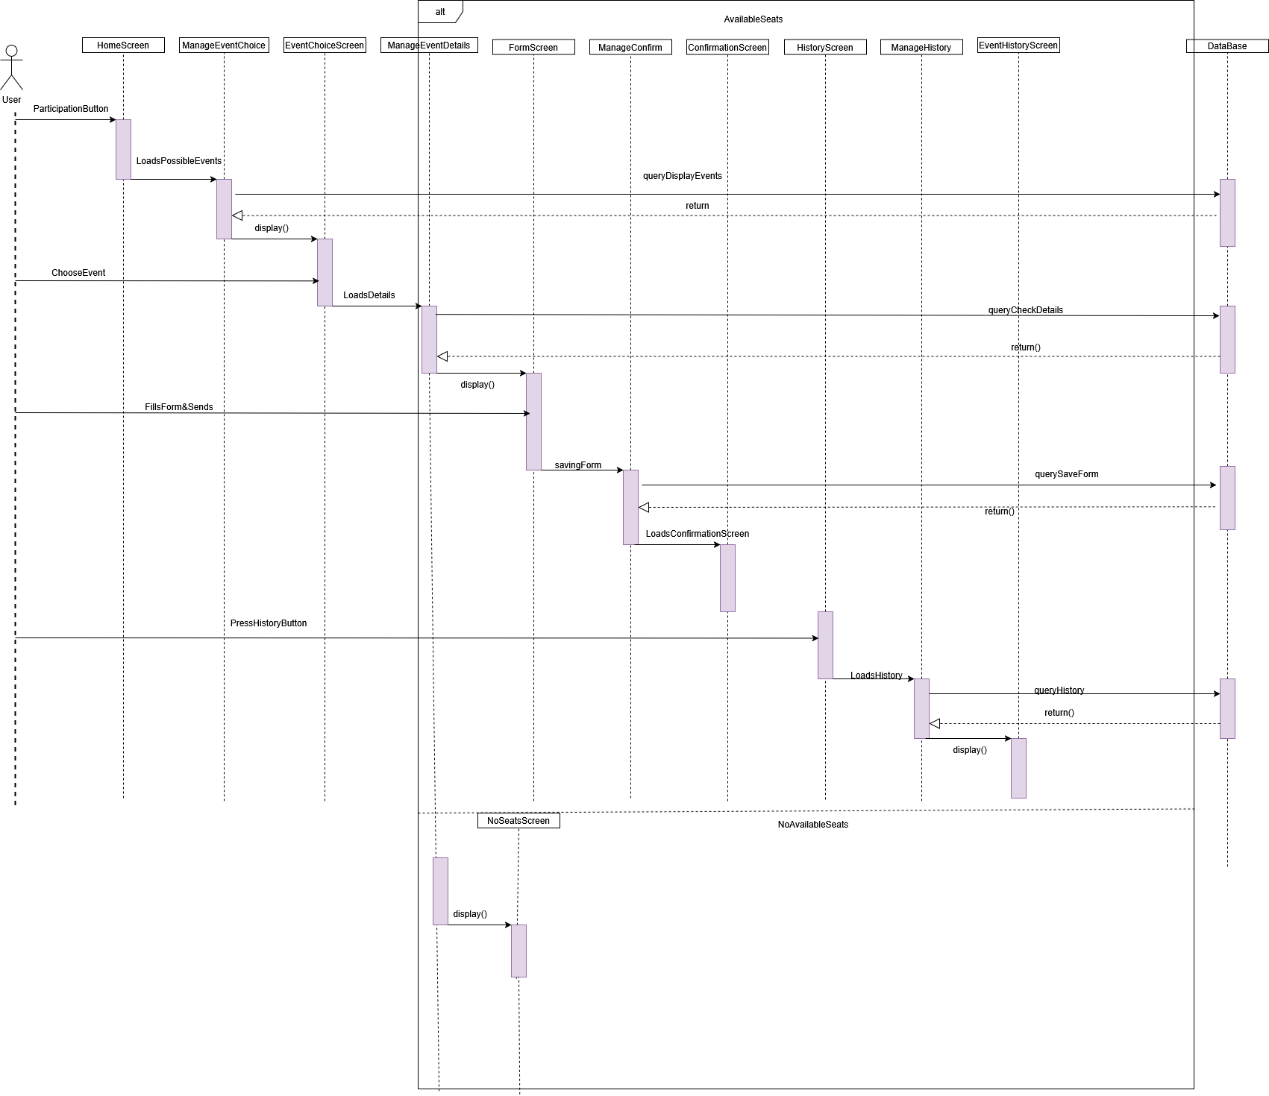 alt
AvailableSeats
HomeScreen
ManageEventChoice
EventChoiceScreen
ManageEventDetails
FormScreen
ManageConfirm
ConfirmationScreen
HistoryScreen
ManageHistory
EventHistoryScreen
DataBase
User
ParticipationButton
LoadsPossibleEvents
queryDisplayEvents
return
display()
ChooseEvent
LoadsDetails
queryCheckDetails
return()
display()
FillsForm&Sends
savingForm
querySaveForm
return()
LoadsConfirmationScreen
PressHistoryButton
LoadsHistory
queryHistory
return()
display()
NoSeatsScreen
NoAvailableSeats
display()